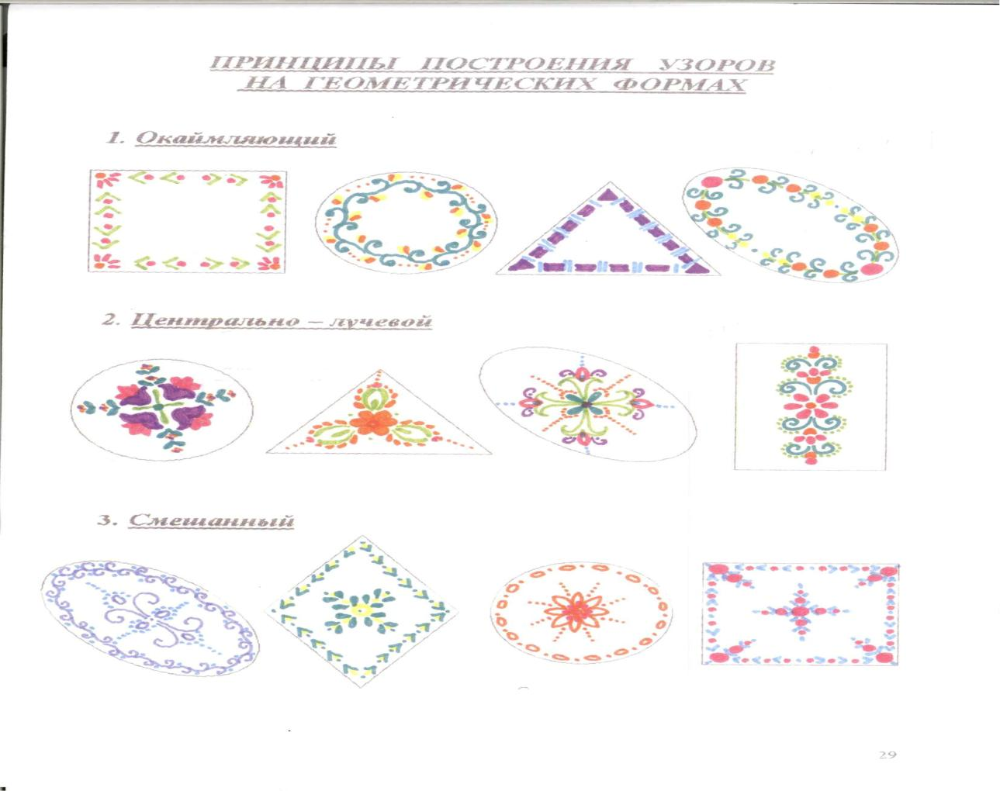 ПРИНЦИПЫ ПОСТРОЕНИЯ УЗОРОВ
НА ГЕОМЕТРИЧЕСКИХ ФОРМАХ
1. Окаймляющий
2. Центрально – лучевой
3. Смешанный
29